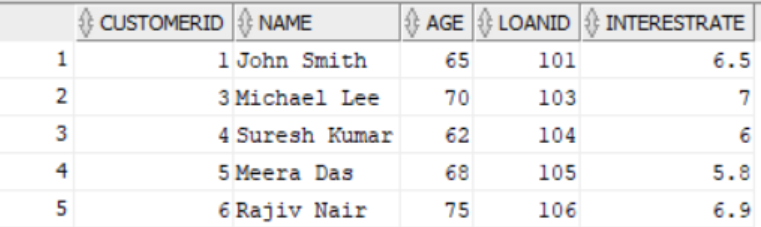 CUSTOMERID NAME AGE LOANID INTERESTRATE
1 1 John Smith 65 101 6.5
2 3 Michael Lee 70 103 7
3 4 Suresh Kumar 62 104 6
4 5 Meera Das 68 105 5.8
5 6 Rajiv Nair 75 106 6.9